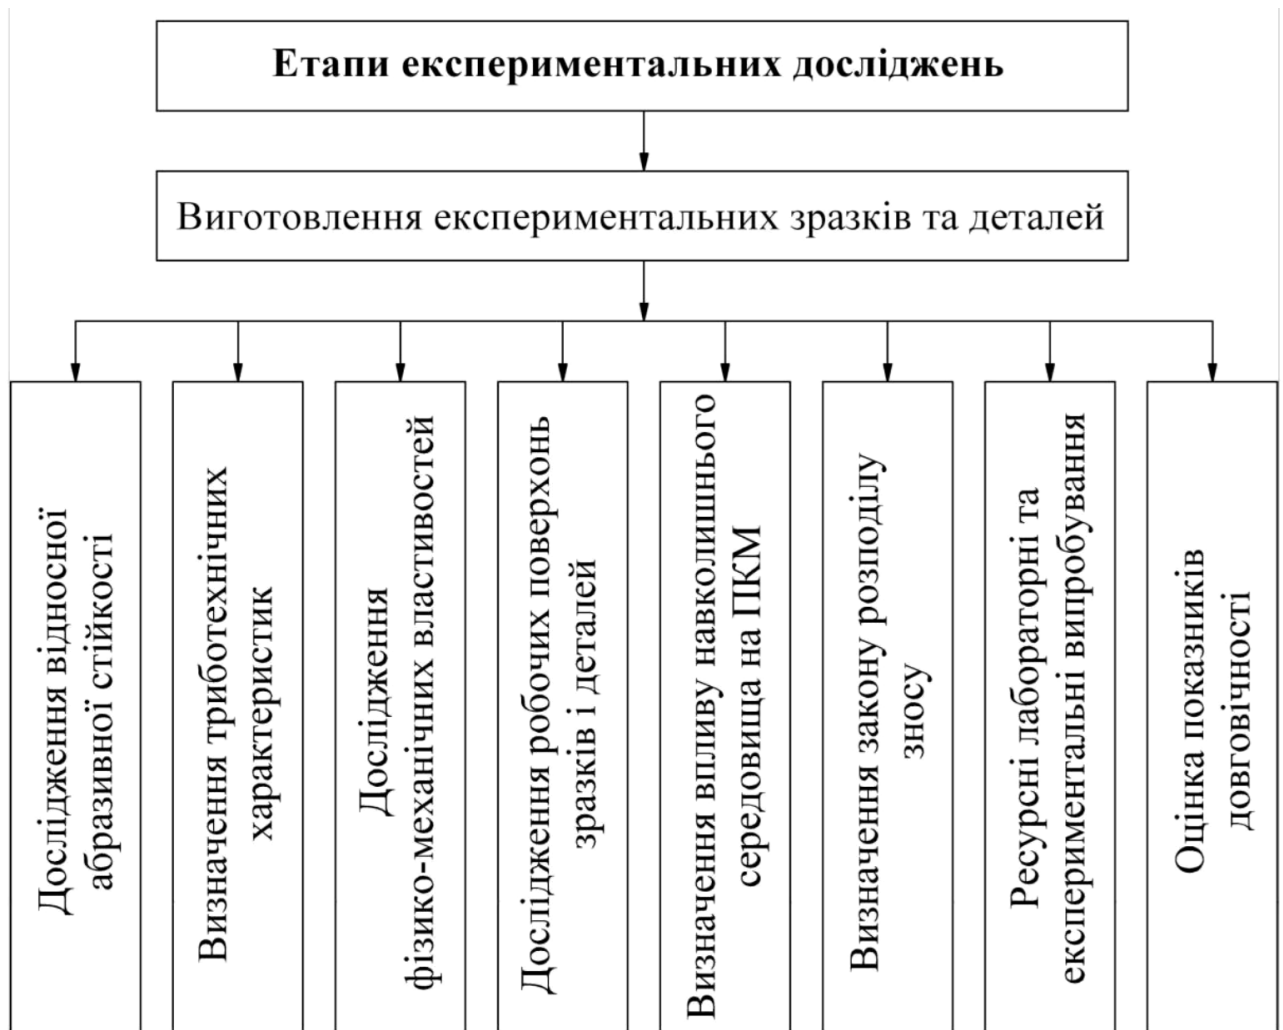 Етапи експериментальних досліджень
Виготовлення експериментальних зразків та деталей
Дослідження відносної
абразивної стійкості
Визначення триботехнічних
характеристик
Дослідження
фізико-механічних властивостей
Дослідження робочих поверхонь
зразків і деталей
Визначення впливу навколишнього
середовища на ПКМ
Визначення закону розподілу
зносу
Ресурсні лабораторні та
експериментальні випробування
Оцінка показників
довговічності